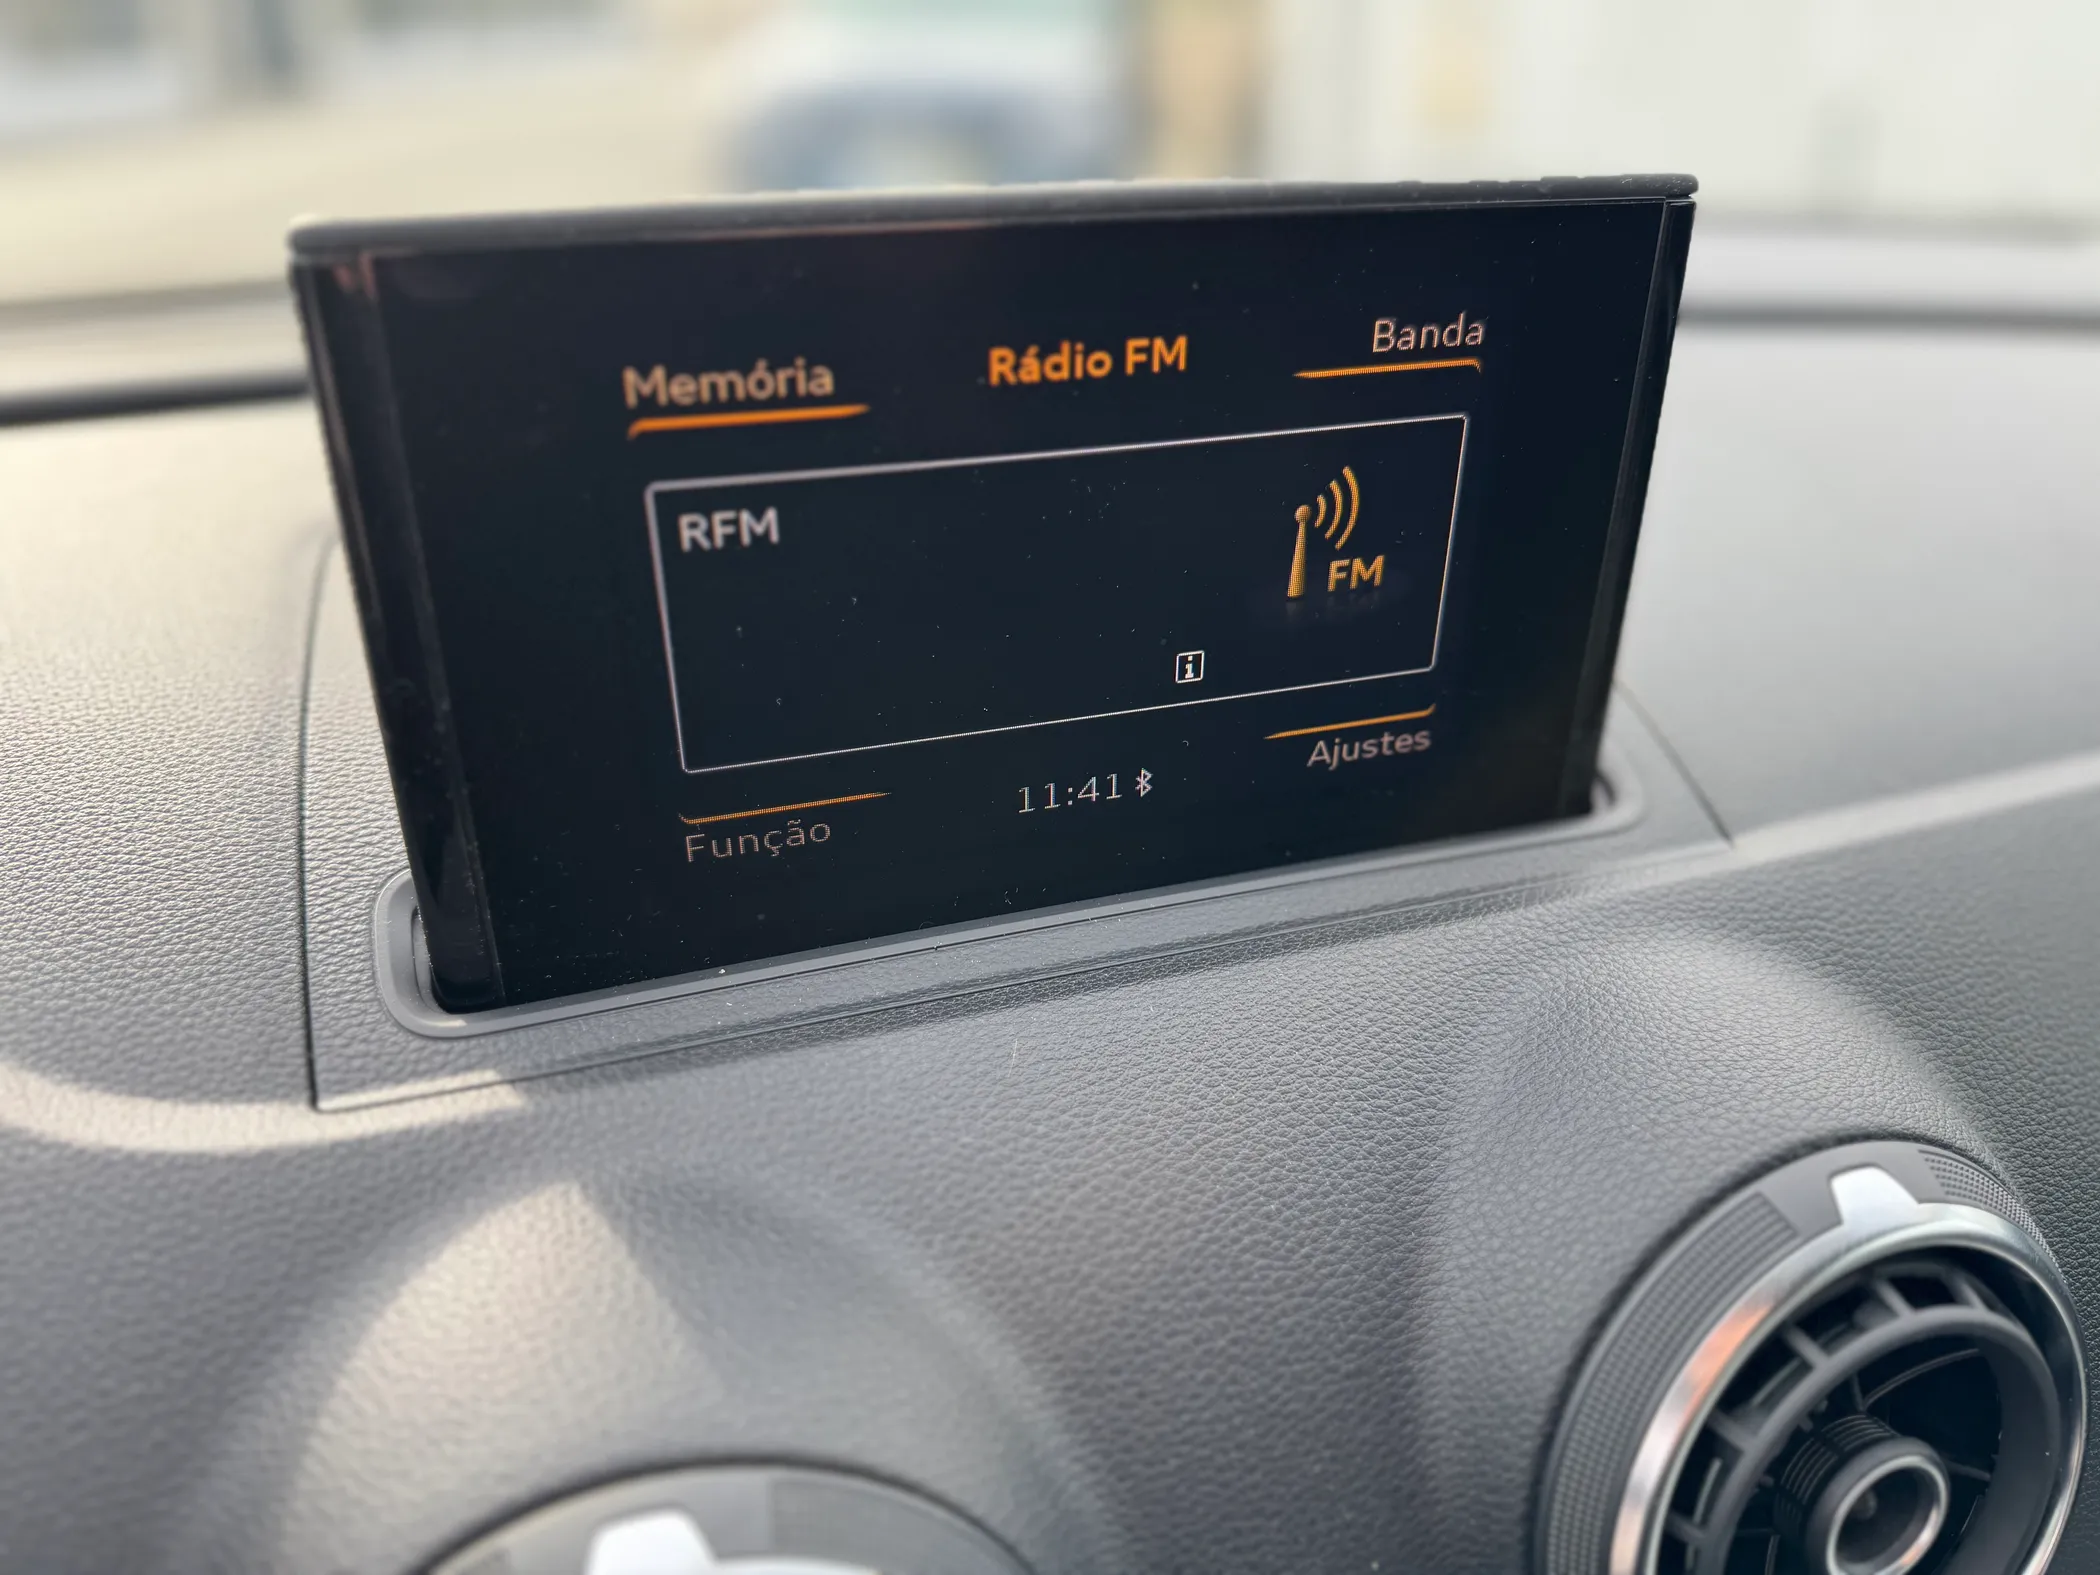 Memória
Rádio FM
Banda
RFM
FM
i
Função
11:41
Ajustes